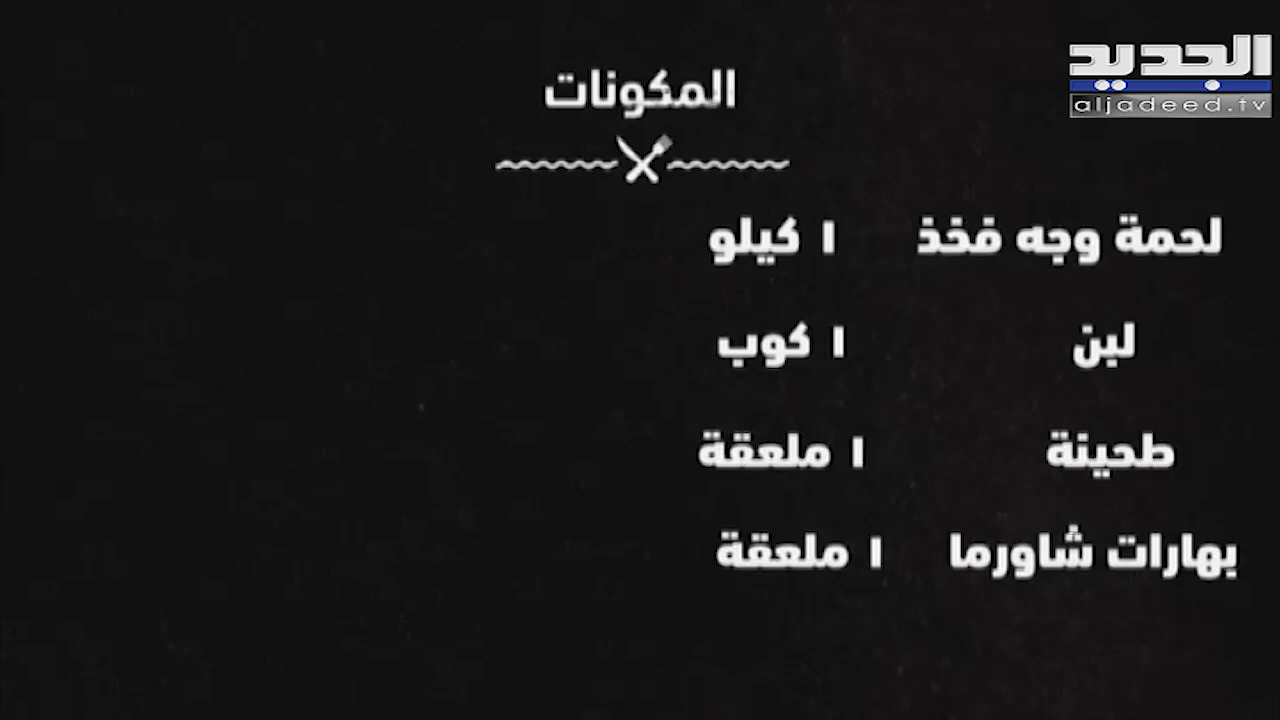 الجديد
aljadeed.tv
المكونات
لحمة وجه فخذ ١ كيلو
لبن ١ كوب
طحينة ١ ملعقة
بهارات شاورما ١ ملعقة